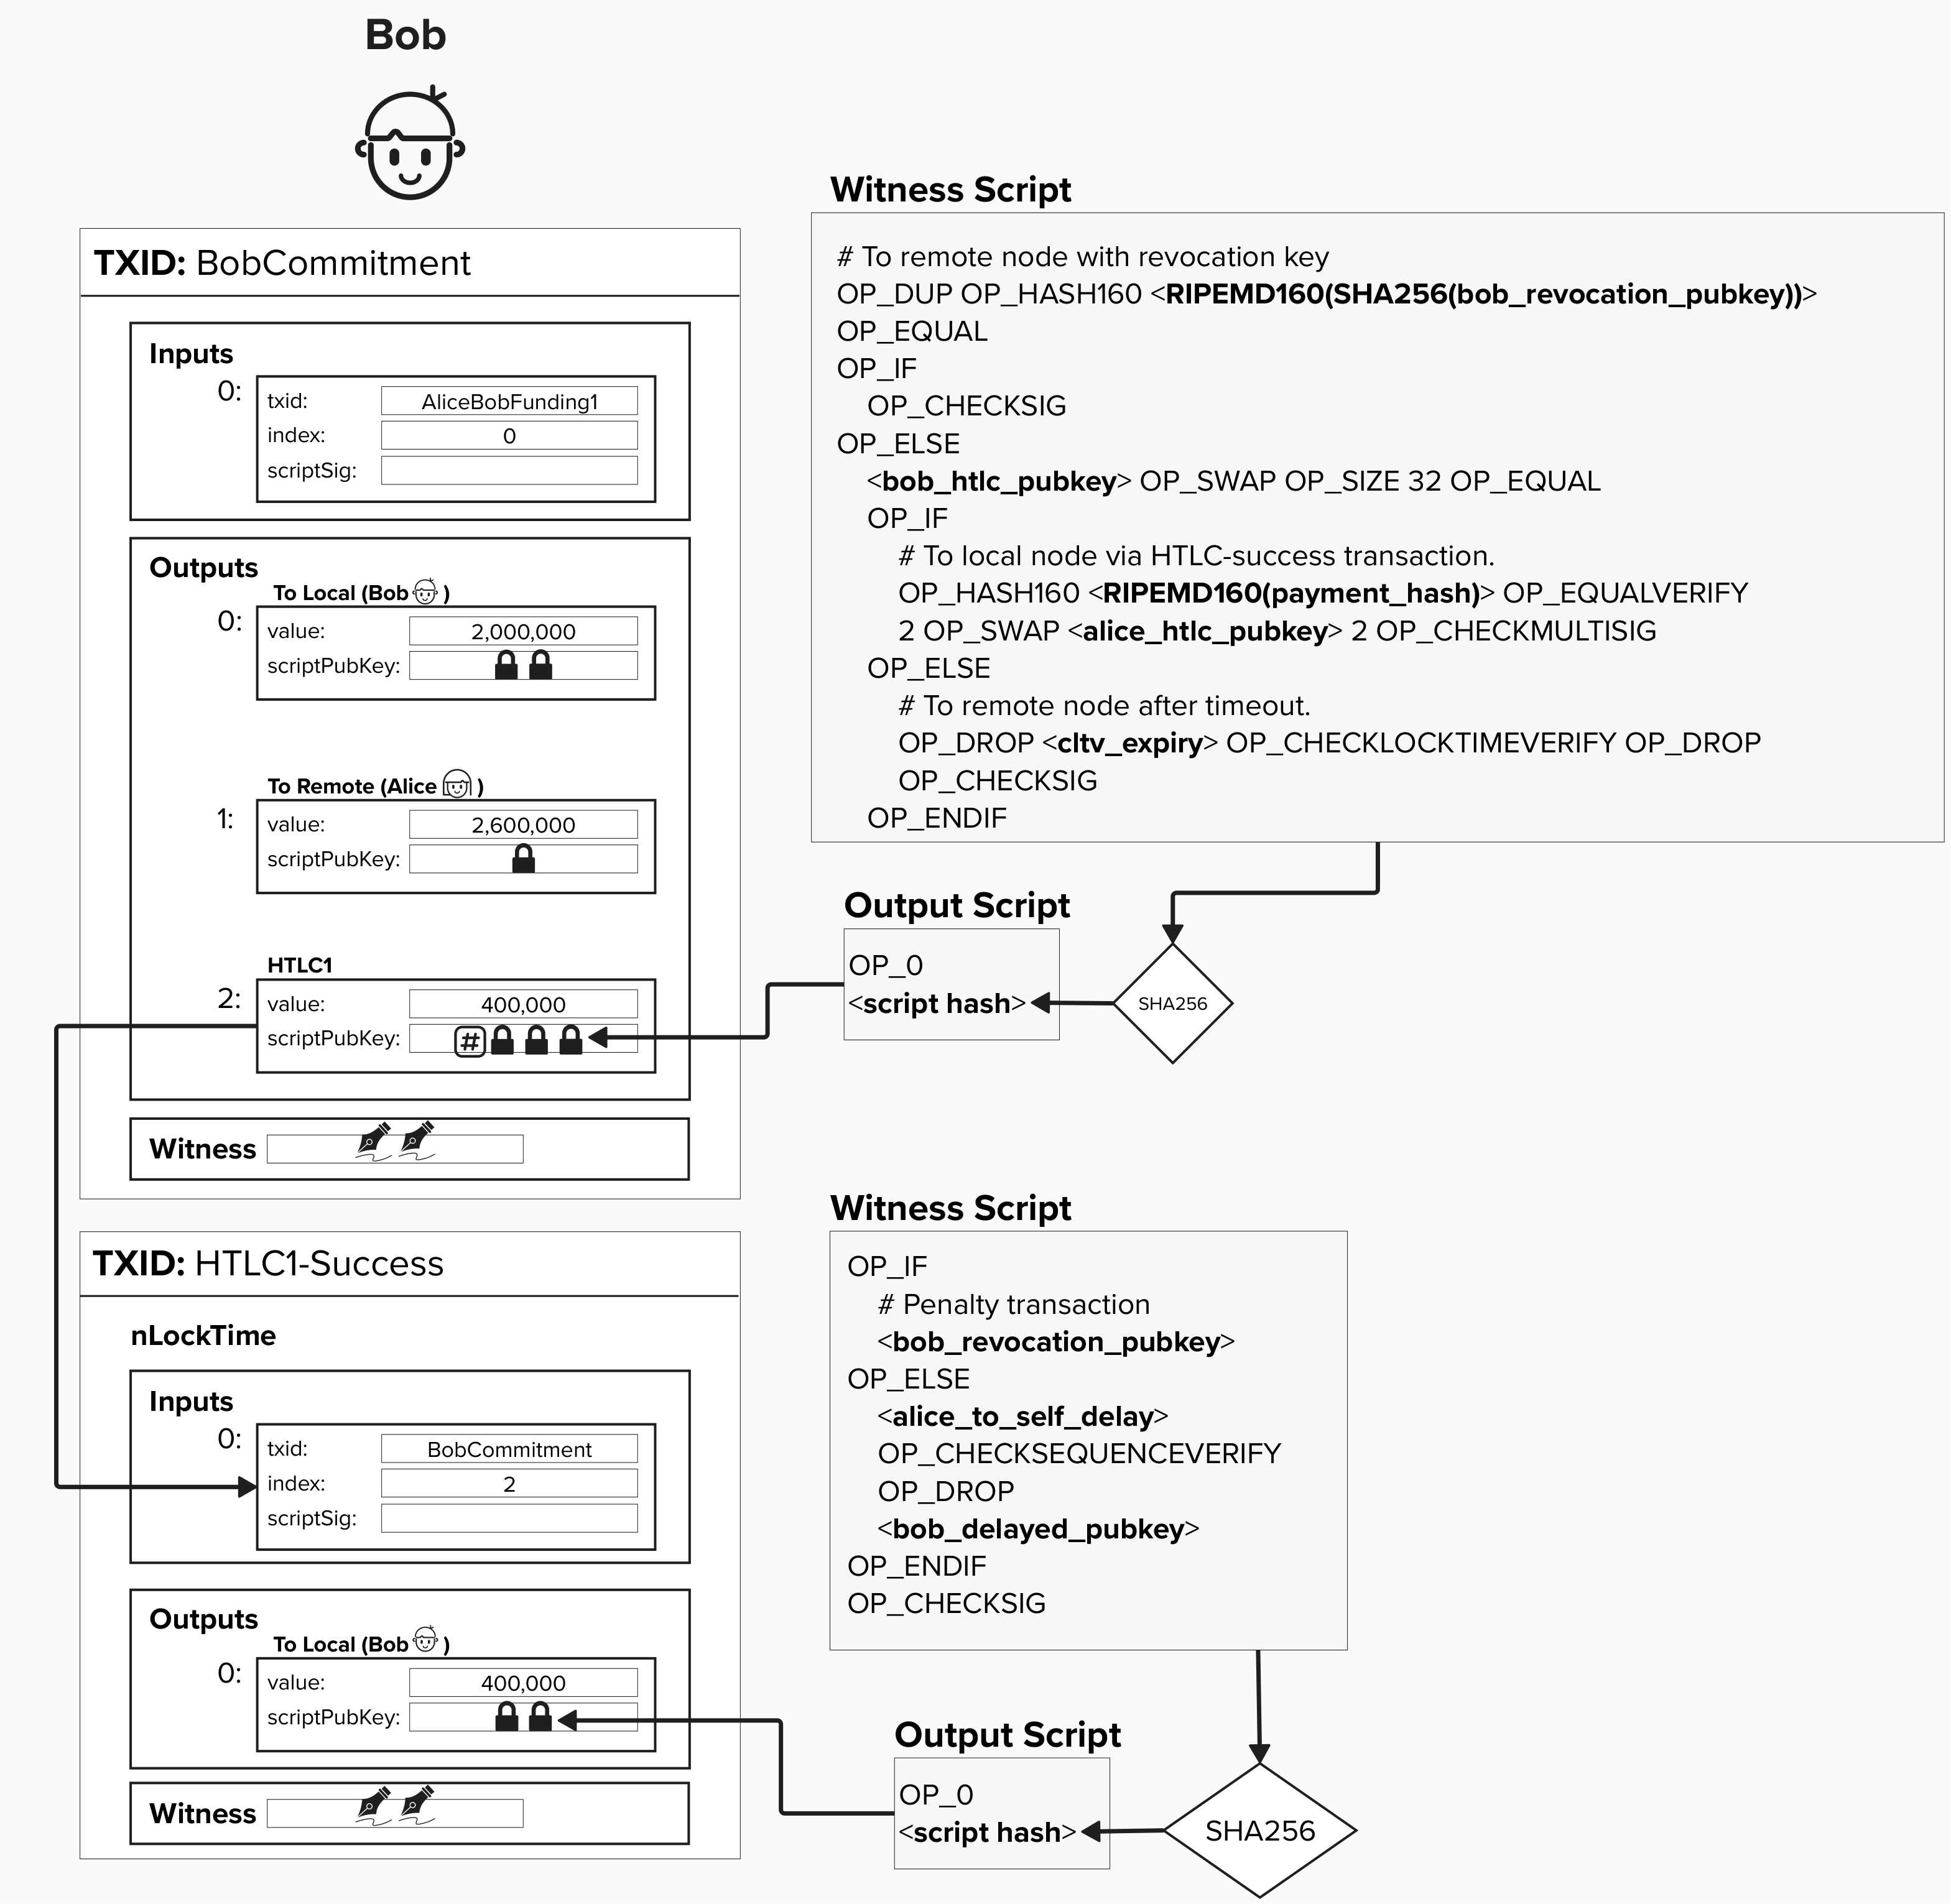 Bob
TXID: BobCommitment
Inputs
0:
txid: AliceBobFunding1
index: 0
scriptSig:
Outputs
To Local (Bob )
0:
value: 2,000,000
scriptPubKey:
To Remote (Alice )
1:
value: 2,600,000
scriptPubKey:
HTLC1
2:
value: 400,000
scriptPubKey: #
Witness
Witness Script
# To remote node with revocation key
OP_DUP OP_HASH160 <RIPEMD160(SHA256(bob_revocation_pubkey))>
OP_EQUAL
OP_IF
OP_CHECKSIG
OP_ELSE
<bob_htlc_pubkey> OP_SWAP OP_SIZE 32 OP_EQUAL
OP_IF
# To local node via HTLC-success transaction.
OP_HASH160 <RIPEMD160(payment_hash)> OP_EQUALVERIFY
2 OP_SWAP <alice_htlc_pubkey> 2 OP_CHECKMULTISIG
OP_ELSE
# To remote node after timeout.
OP_DROP <cltv_expiry> OP_CHECKLOCKTIMEVERIFY OP_DROP
OP_CHECKSIG
OP_ENDIF
Output Script
OP_0
<script hash>
SHA256
TXID: HTLC1-Success
nLockTime
Inputs
0:
txid: BobCommitment
index: 2
scriptSig:
Outputs
To Local (Bob )
0:
value: 400,000
scriptPubKey:
Witness
Witness Script
OP_IF
# Penalty transaction
<bob_revocation_pubkey>
OP_ELSE
<alice_to_self_delay>
OP_CHECKSEQUENCEVERIFY
OP_DROP
<bob_delayed_pubkey>
OP_ENDIF
OP_CHECKSIG
Output Script
OP_0
<script hash>
SHA256